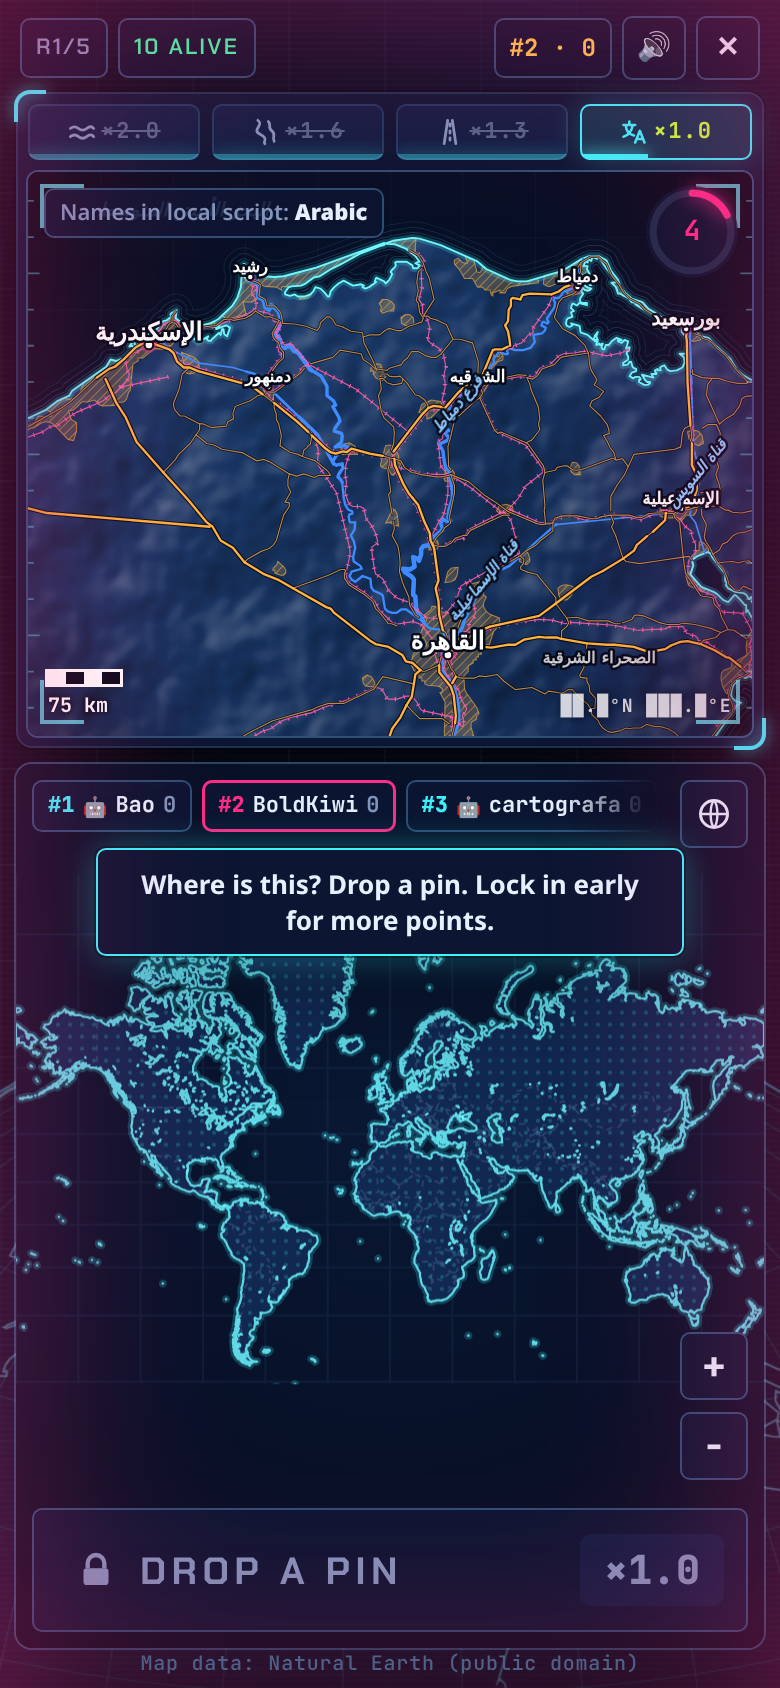 R1/5
10 ALIVE
#2 · 0
×2.0
×1.6
×1.3
×1.0
Names in local script: Arabic
4
رشيد
دمياط
الإسكندرية
بورسعيد
دمنهور
الشرقيه
فرع دمياط
قناة السويس
الإسماعيلية
قناة الإسماعيلية
القاهرة
الصحراء الشرقية
75 km
°N
°E
#1 Bao 0
#2 BoldKiwi 0
#3 cartografa 0
Where is this? Drop a pin. Lock in early
for more points.
+
-
DROP A PIN
×1.0
Map data: Natural Earth (public domain)